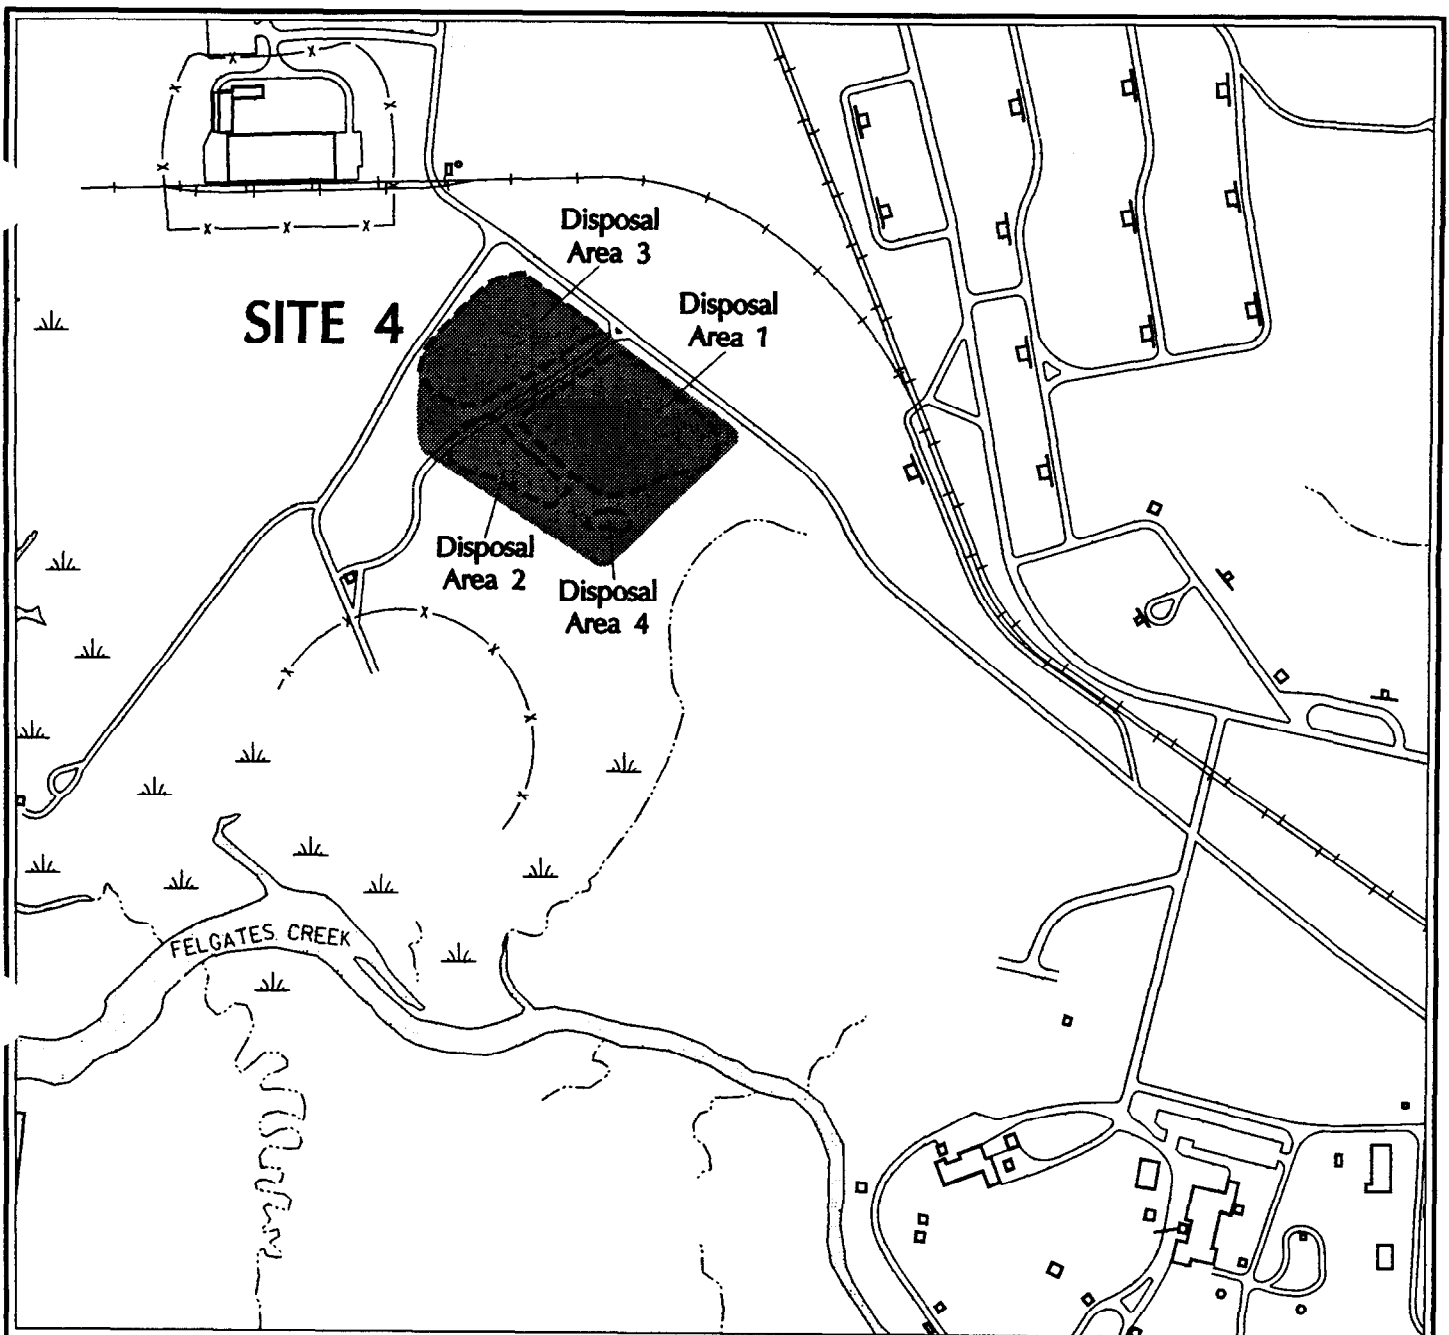 Disposal
Area 3
Disposal
Area 1
SITE 4
Disposal
Area 2
Disposal
Area 4
FELGATES CREEK